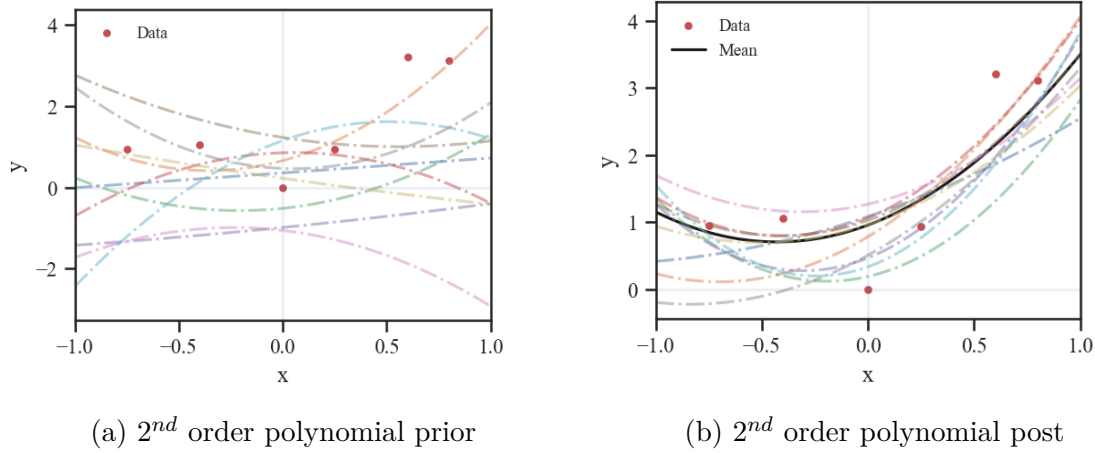 4
2
0
−2
y
Data
−1.0 −0.5 0.0 0.5 1.0
x
(a) 2nd order polynomial prior
4
3
2
1
0
y
Data
Mean
−1.0 −0.5 0.0 0.5 1.0
x
(b) 2nd order polynomial post